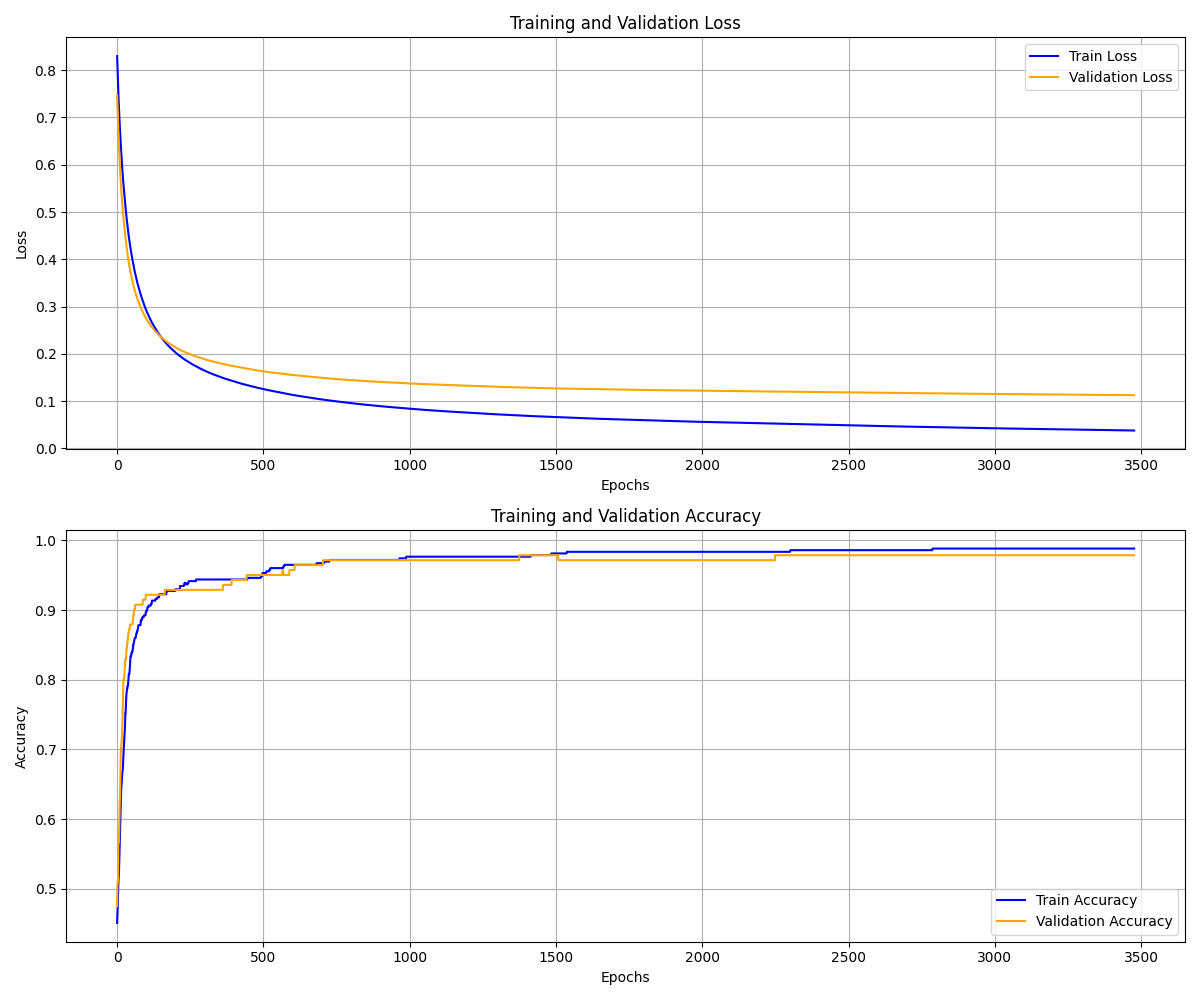 Training and Validation Loss
Train Loss
Validation Loss
0.8
0.7
0.6
0.5
0.4
0.3
0.2
0.1
0.0
Loss
0 500 1000 1500 2000 2500 3000 3500
Epochs
Training and Validation Accuracy
1.0
0.9
0.8
0.7
0.6
0.5
Accuracy
Train Accuracy
Validation Accuracy
0 500 1000 1500 2000 2500 3000 3500
Epochs